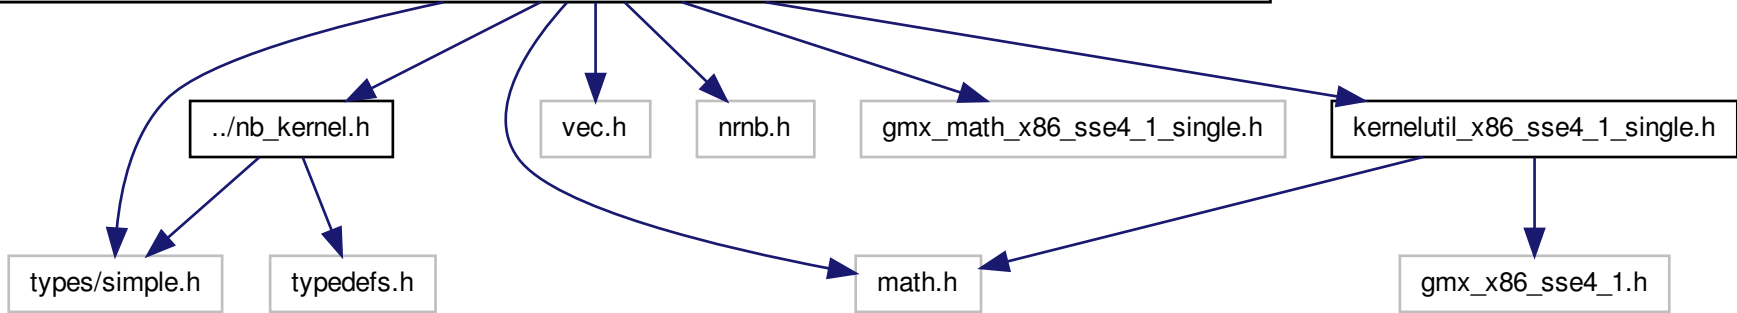 ../nb_kernel.h
vec.h
nrnb.h
gmx_math_x86_sse4_1_single.h
kernelutil_x86_sse4_1_single.h
types/simple.h
typedefs.h
math.h
gmx_x86_sse4_1.h